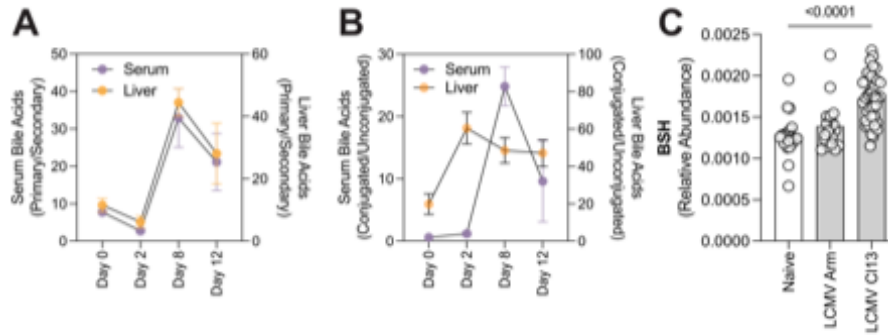 A
Serum Bile Acids
(Primary/Secondary)
50
40
30
20
10
0
Serum
Liver
60
40
20
0
Liver Bile Acids
(Primary/Secondary)
Day 0
Day 2
Day 8
Day 12
B
Serum Bile Acids
(Conjugated/Unconjugated)
30
20
10
0
Serum
Liver
100
80
60
40
20
0
Liver Bile Acids
(Conjugated/Unconjugated)
Day 0
Day 2
Day 8
Day 12
C
<0.0001
BSH
(Relative Abundance)
0.0025
0.0020
0.0015
0.0010
0.0005
0.0000
Naive
LCMV Arm
LCMV Cl13